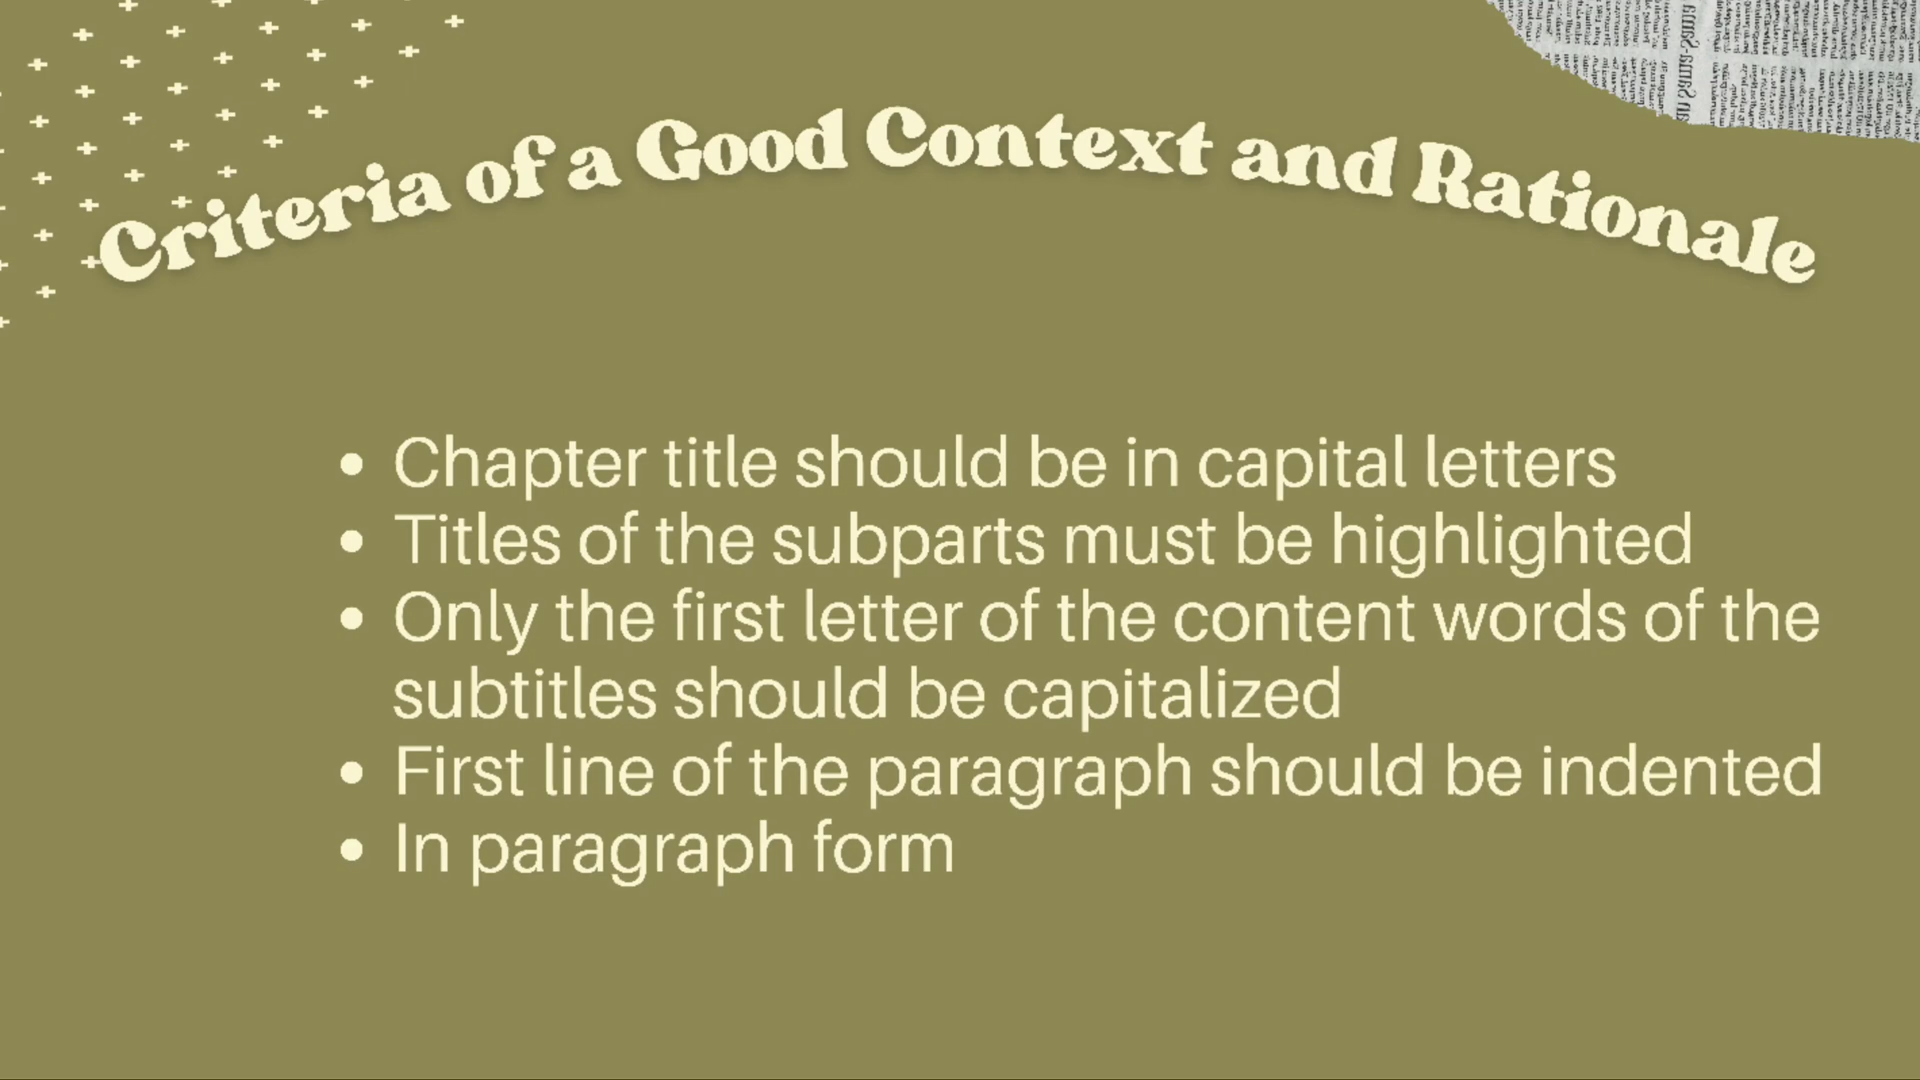 Criteria of a Good Context and Rationale
Chapter title should be in capital letters
Titles of the subparts must be highlighted
Only the first letter of the content words of the
subtitles should be capitalized
First line of the paragraph should be indented
In paragraph form